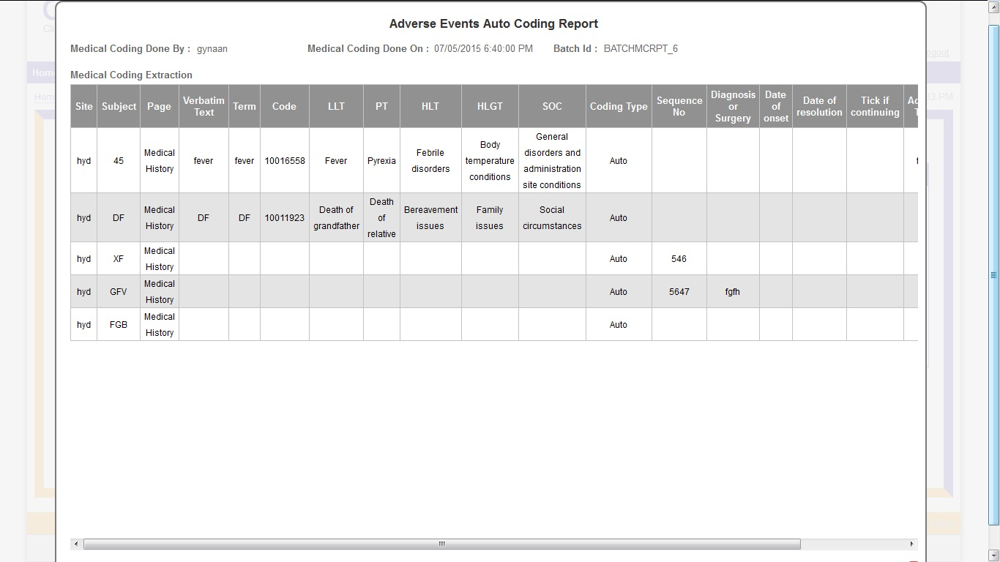 Adverse Events Auto Coding Report
Medical Coding Done By : gynaan Medical Coding Done On : 07/05/2015 6:40:00 PM Batch Id : BATCHMCRPT_6
ogout
Medical Coding Extraction
Home
Site Subject Page Verbatim Text Term Code LLT PT HLT HLGT SOC Coding Type Sequence No Diagnosis or Surgery Date of onset Date of resolution Tick if continuing
hyd 45 Medical History fever fever 10016558 Fever Pyrexia Febrile disorders Body temperature conditions General disorders and administration site conditions Auto
hyd DF Medical History DF DF 10011923 Death of grandfather Death of relative Bereavement issues Family issues Social circumstances Auto
hyd XF Medical History Auto 546
hyd GFV Medical History Auto 5647 fgfh
hyd FGB Medical History Auto